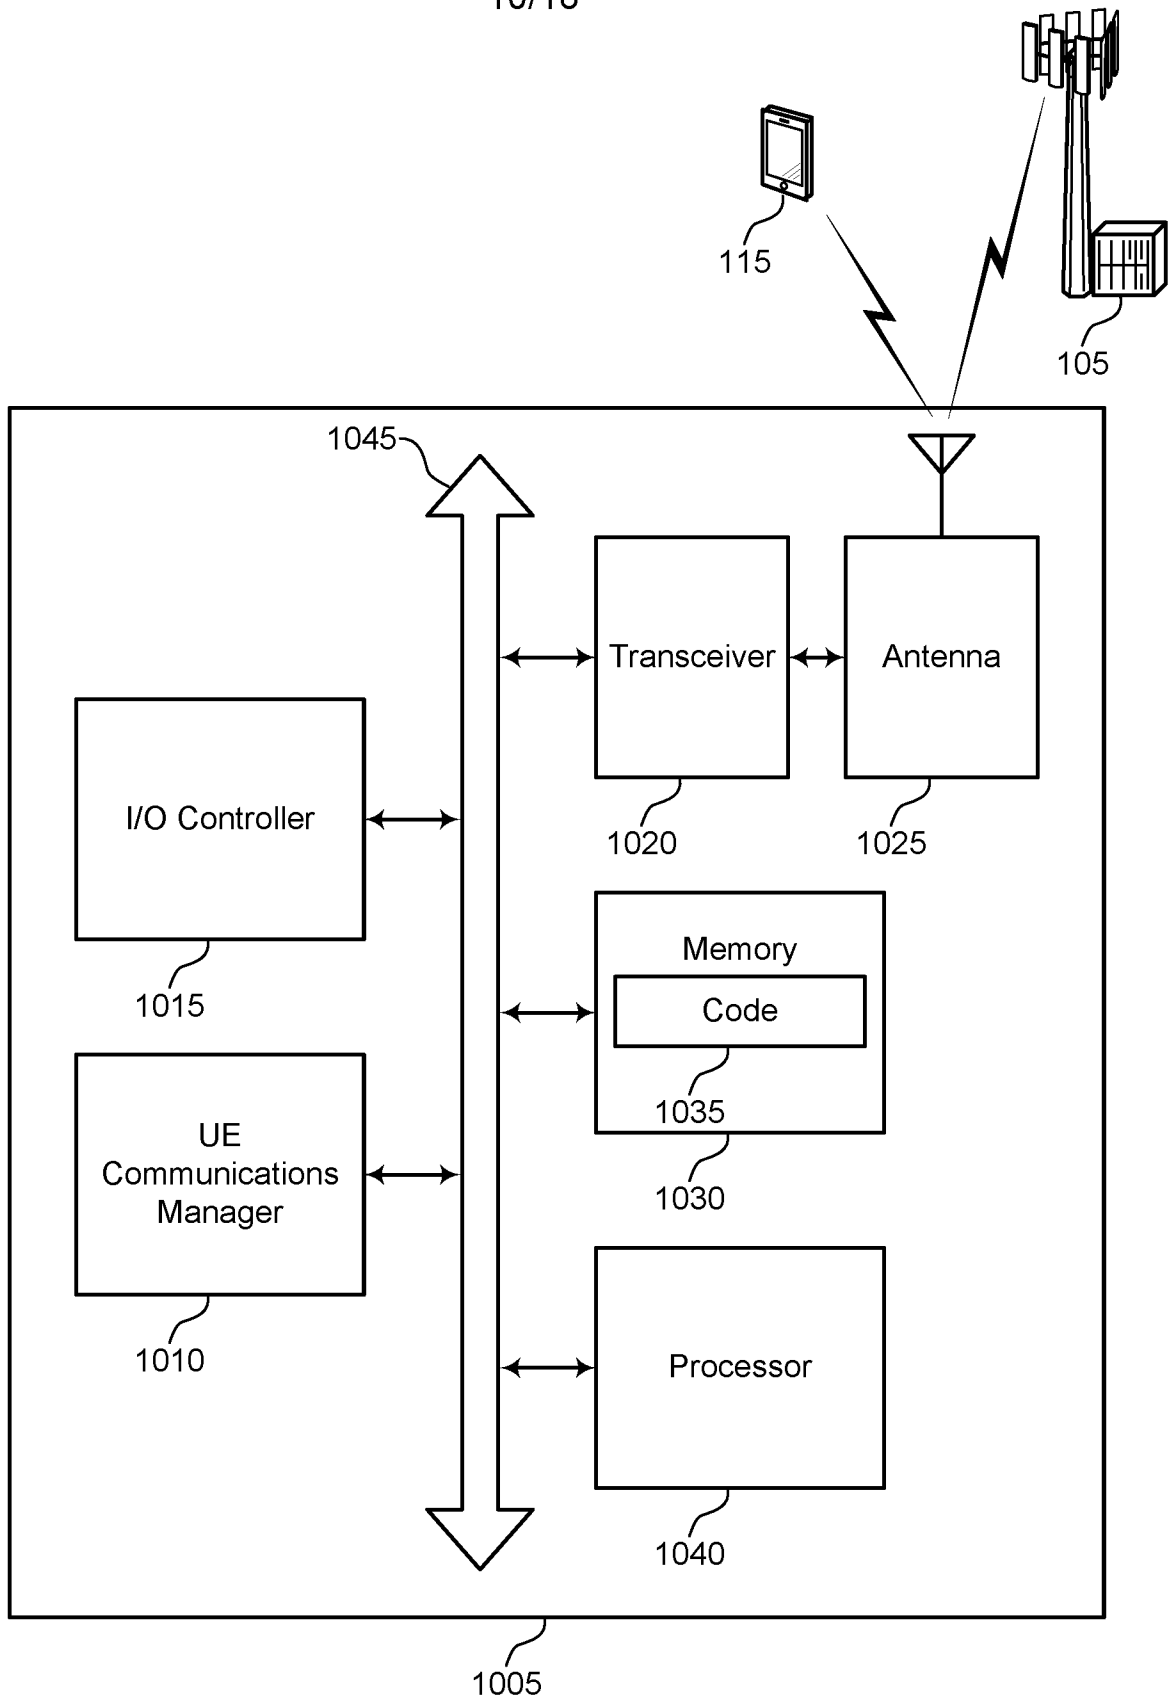 115
105
1045
Transceiver
Antenna
I/O Controller
1020
1025
Memory
Code
1015
1035
UE
Communications
Manager
1030
1010
Processor
1040
1005